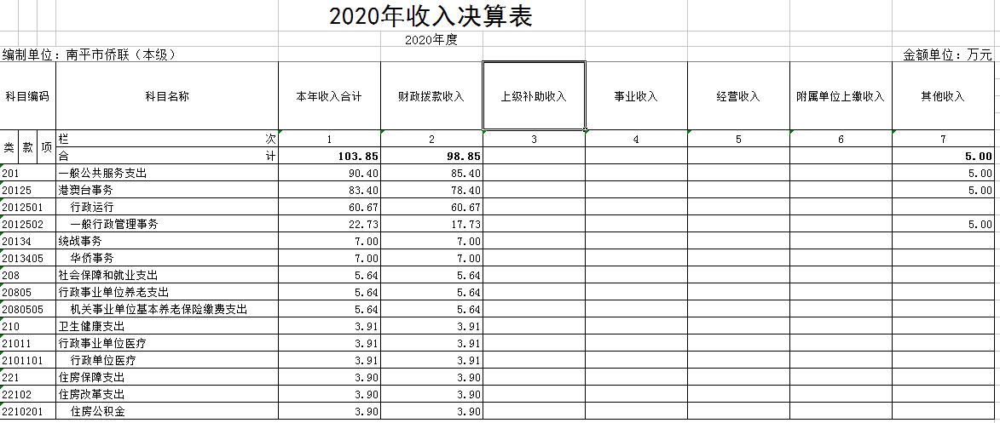 2020年收入决算表
2020年度
编制单位：南平市侨联（本级） 金额单位：万元
科目编码 科目名称 本年收入合计 财政拨款收入 上级补助收入 事业收入 经营收入 附属单位上缴收入 其他收入
类 款 项 栏 次 1 2 3 4 5 6 7
合 计 103.85 98.85 5.00
201 一般公共服务支出 90.40 85.40 5.00
20125 港澳台事务 83.40 78.40 5.00
2012501 行政运行 60.67 60.67
2012502 一般行政管理事务 22.73 17.73 5.00
20134 统战事务 7.00 7.00
2013405 华侨事务 7.00 7.00
208 社会保障和就业支出 5.64 5.64
20805 行政事业单位养老支出 5.64 5.64
2080505 机关事业单位基本养老保险缴费支出 5.64 5.64
210 卫生健康支出 3.91 3.91
21011 行政事业单位医疗 3.91 3.91
2101101 行政单位医疗 3.91 3.91
221 住房保障支出 3.90 3.90
22102 住房改革支出 3.90 3.90
2210201 住房公积金 3.90 3.90